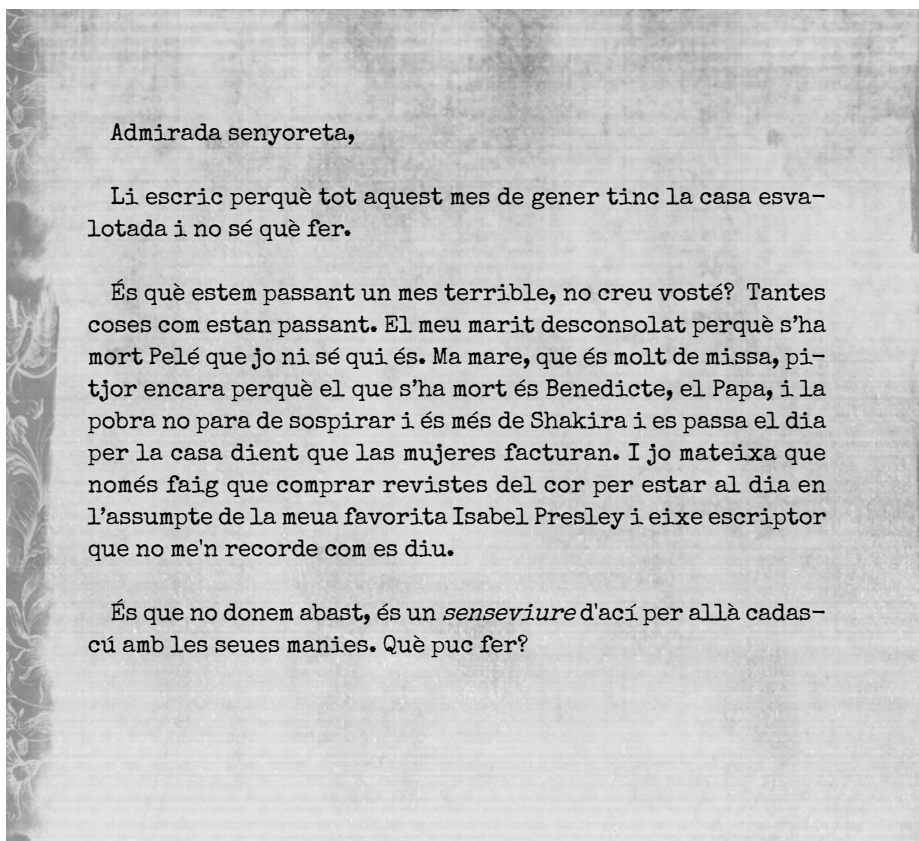 Admirada senyoreta,
Li escric perquè tot aquest mes de gener tinc la casa esva-
lotada i no sé què fer.
És què estem passant un mes terrible, no creu vosté? Tantes
coses com estan passant. El meu marit desconsolat perquè s'ha
mort Pelé que jo ni sé qui és. Ma mare, que és molt de missa, pi-
tjor encara perquè el que s'ha mort és Benedicte, el Papa, i la
pobra no para de sospirar i és més de Shakira i es passa el dia
per la casa dient que las mujeres facturan. I jo mateixa que
només faig que comprar revistes del cor per estar al dia en
l'assumpte de la meua favorita Isabel Presley i eixe escriptor
que no me'n recorde com es diu.
És que no donem abast, és un senseviure d'ací per allà cadas-
cú amb les seues manies. Què puc fer?